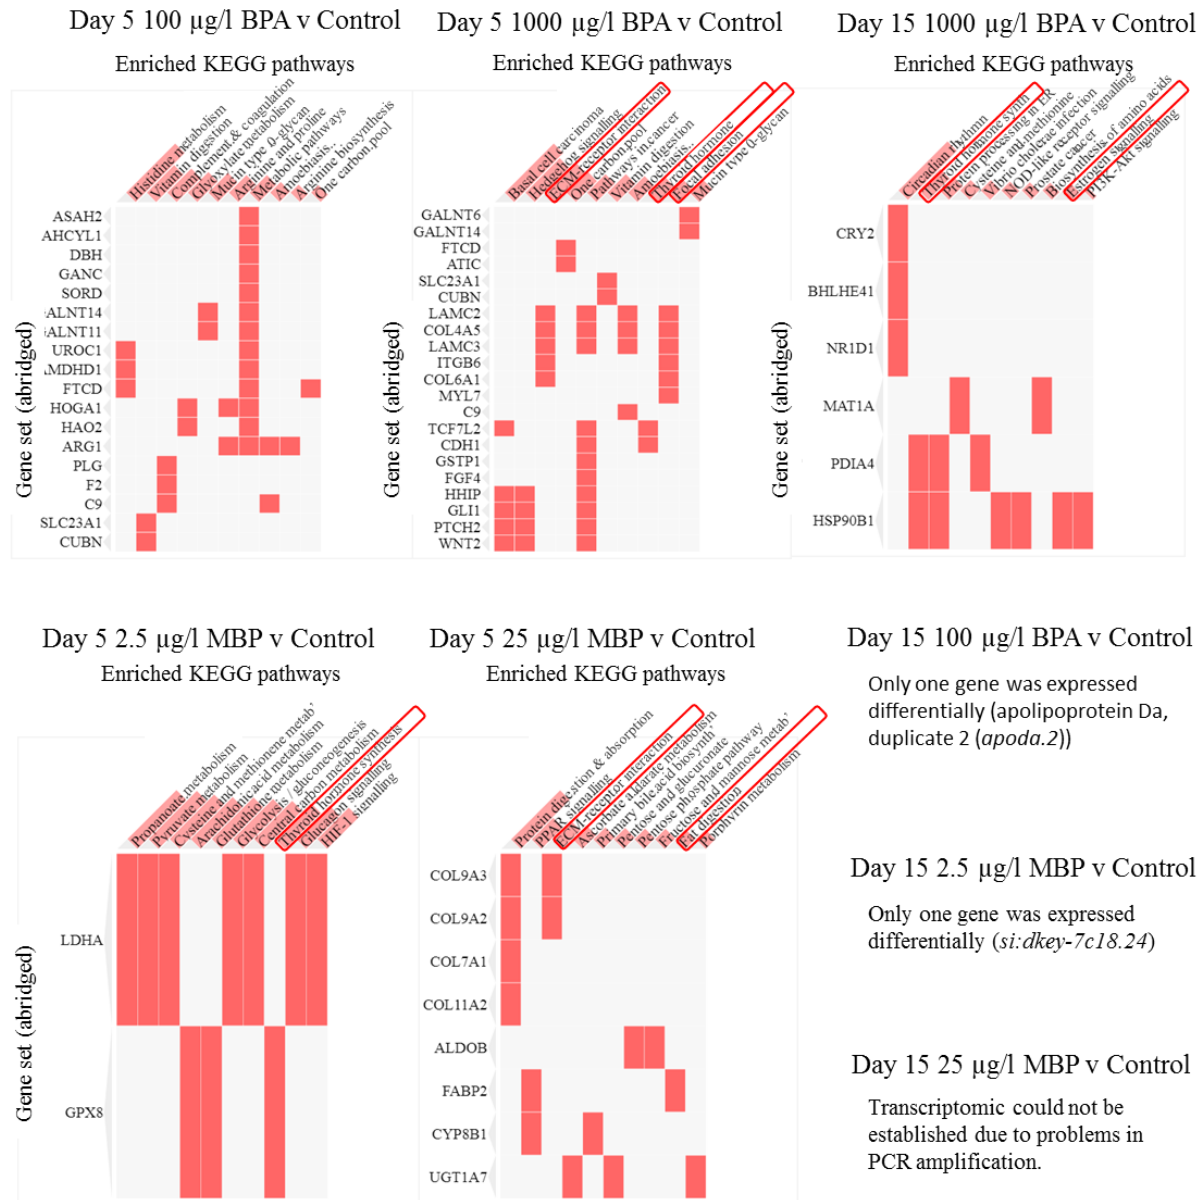 Day 5 100 µg/l BPA v Control
Enriched KEGG pathways
Histidine metabolism
Vitamin digestion
Complement & coagulation
Glyoxylate metabolism
Mucin type 0-glycan
Arginine and proline
Metabolic pathways
Amoebiasis..
Arginine biosynthesis
One carbon pool
Gene set (abridged)
ASAH2
AHCYL1
DBH
GANC
SORD
ALNT14
ALNT11
UROC1
MDHD1
FTCD
HOGA1
HAO2
ARG1
PLG
F2
C9
SLC23A1
CUBN
Day 5 1000 µg/l BPA v Control
Enriched KEGG pathways
Basal cell carcinoma
Hedgehog signalling
ECM-receptor interaction
One carbon pool
Pathways in cancer
Vitamin digestion
Amoebiasis..
Thyroid hormone
Focal adhesion
Mucin type 0-glycan
Gene set (abridged)
GALNT6
GALNT14
FTCD
ATIC
SLC23A1
CUBN
LAMC2
COL4A5
LAMC3
ITGB6
COL6A1
MYL7
C9
TCF7L2
CDH1
GSTP1
FGF4
HHIP
GLI1
PTCH2
WNT2
Day 15 1000 µg/l BPA v Control
Enriched KEGG pathways
Circadian rhythmn
Thyroid hormone synth
Protein processing in ER
Cysteine and methionine
Vibrio cholerae infection
NOD-like receptor signalling
Prostate cancer
Biosynthesis of amino acids
Estrogen signalling
PI3K-Akt signalling
Gene set (abridged)
CRY2
BHLHE41
NR1D1
MAT1A
PDIA4
HSP90B1
Day 5 2.5 µg/l MBP v Control
Enriched KEGG pathways
Propanoate metabolism
Pyruvate metabolism
Cysteine and methionene metab'
Arachidonic acid metabolism
Glutathione metabolism
Glycolysis / gluconeogenesis
Central carbon metabolism
Thyroid hormone synthesis
Glucagon signalling
HIF-1 signalling
Gene set (abridged)
LDHA
GPX8
Day 5 25 µg/l MBP v Control
Enriched KEGG pathways
Protein digestion & absorption
PPAR signalling
ECM-receptor interaction
Ascorbate aldarate metabolism
Primary bile acid biosynth'
Pentose and glucuronate
Pentose phosphate pathway
Fructose and mannose metab'
Fat digestion
Porphyrin metabolism
COL9A3
COL9A2
COL7A1
COL11A2
ALDOB
FABP2
CYP8B1
UGT1A7
Day 15 100 µg/l BPA v Control
Only one gene was expressed
differentially (apolipoprotein Da,
duplicate 2 (apoda.2))
Day 15 2.5 µg/l MBP v Control
Only one gene was expressed
differentially (si:dkey-7c18.24)
Day 15 25 µg/l MBP v Control
Transcriptomic could not be
established due to problems in
PCR amplification.